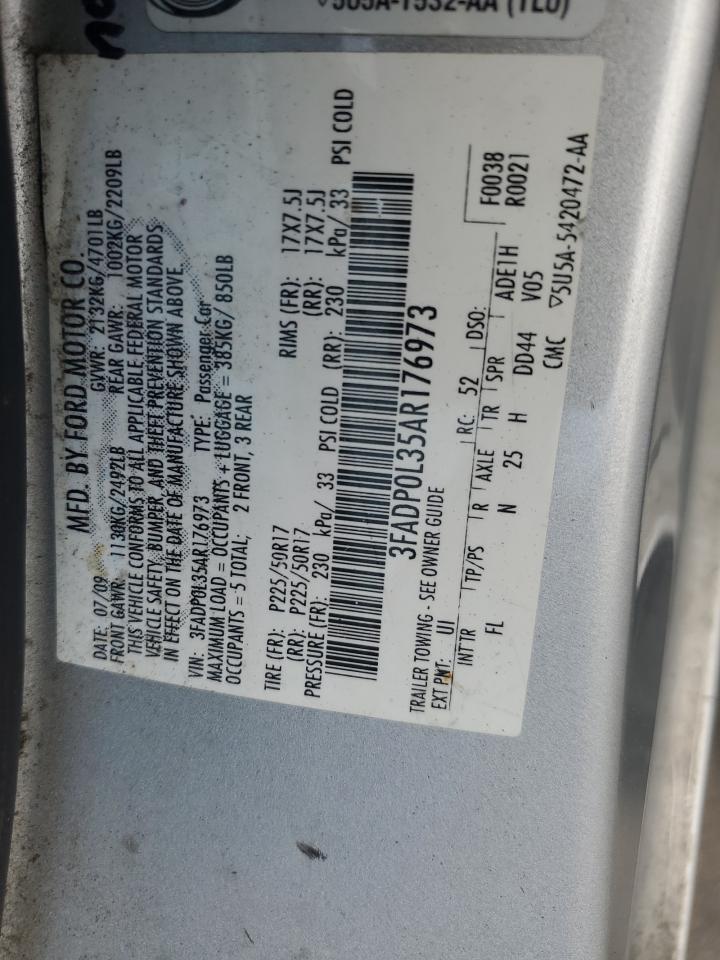 5U5A-1532-AA (TEO)
MFD. BY FORD MOTOR CO.
DATE: 07/09 GVWR: 2132KG/4701LB
FRONT GAWR: 1130KG/2492LB REAR GAWR: 1002KG/2209LB
THIS VEHICLE CONFORMS TO ALL APPLICABLE FEDERAL MOTOR
VEHICLE SAFETY, BUMPER, AND THEFT PREVENTION STANDARDS
IN EFFECT ON THE DATE OF MANUFACTURE SHOWN ABOVE.
VIN: 3FADP0L35AR176973 TYPE: Passenger Car
MAXIMUM LOAD = OCCUPANTS + LUGGAGE = 385KG/ 850LB
OCCUPANTS = 5 TOTAL; 2 FRONT, 3 REAR
TIRE (FR): P225/50R17 RIMS (FR): 17X7.5J
(RR): P225/50R17 (RR): 17X7.5J
PRESSURE (FR): 230 kPa/ 33 PSI COLD (RR): 230 kPa/ 33 PSI COLD
3FADP0L35AR176973
TRAILER TOWING - SEE OWNER GUIDE F0038
EXT PNT: UI RC: 52 DSO: R0021
INT TR TP/PS R AXLE TR SPR ADE1H
FL N 25 H DD44 V05
CMC ▽5U5A-5420472-AA